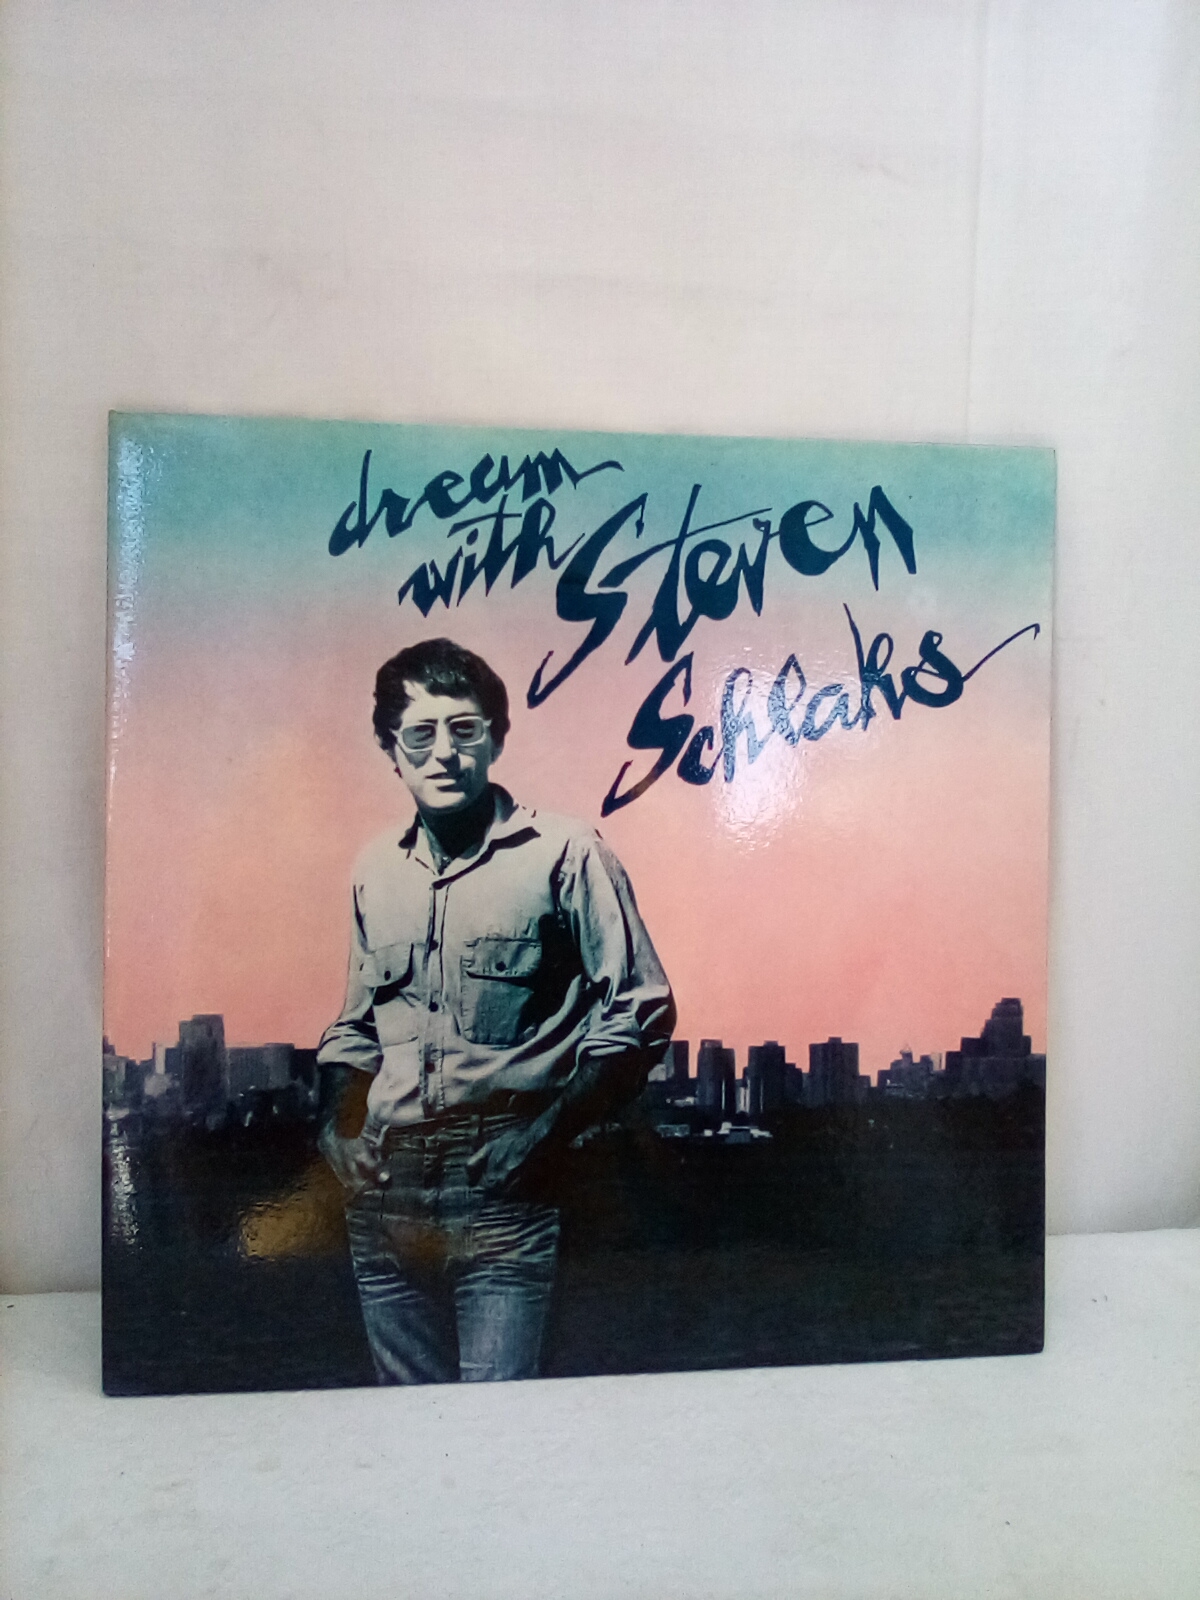 dream
with Steven
Schlaks